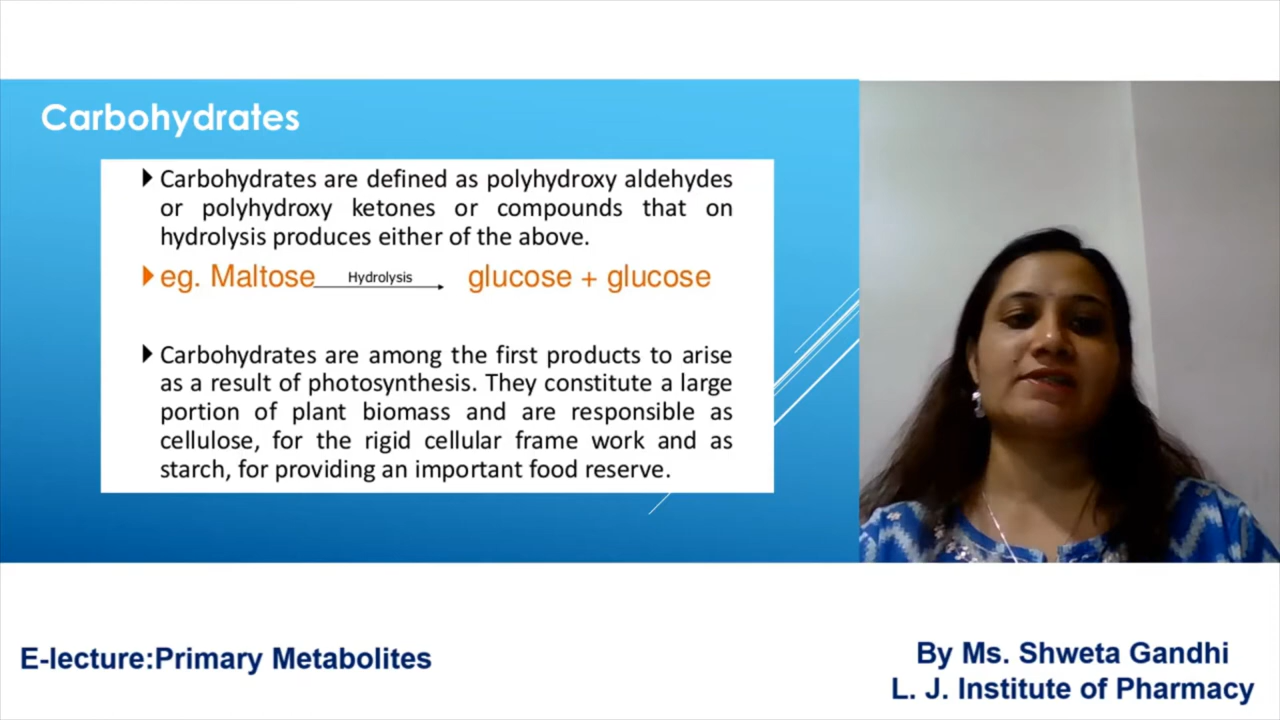 Carbohydrates
Carbohydrates are defined as polyhydroxy aldehydes
or polyhydroxy ketones or compounds that on
hydrolysis produces either of the above.
eg. Maltose Hydrolysis glucose + glucose
Carbohydrates are among the first products to arise
as a result of photosynthesis. They constitute a large
portion of plant biomass and are responsible as
cellulose, for the rigid cellular frame work and as
starch, for providing an important food reserve.
E-lecture:Primary Metabolites
By Ms. Shweta Gandhi
L. J. Institute of Pharmacy